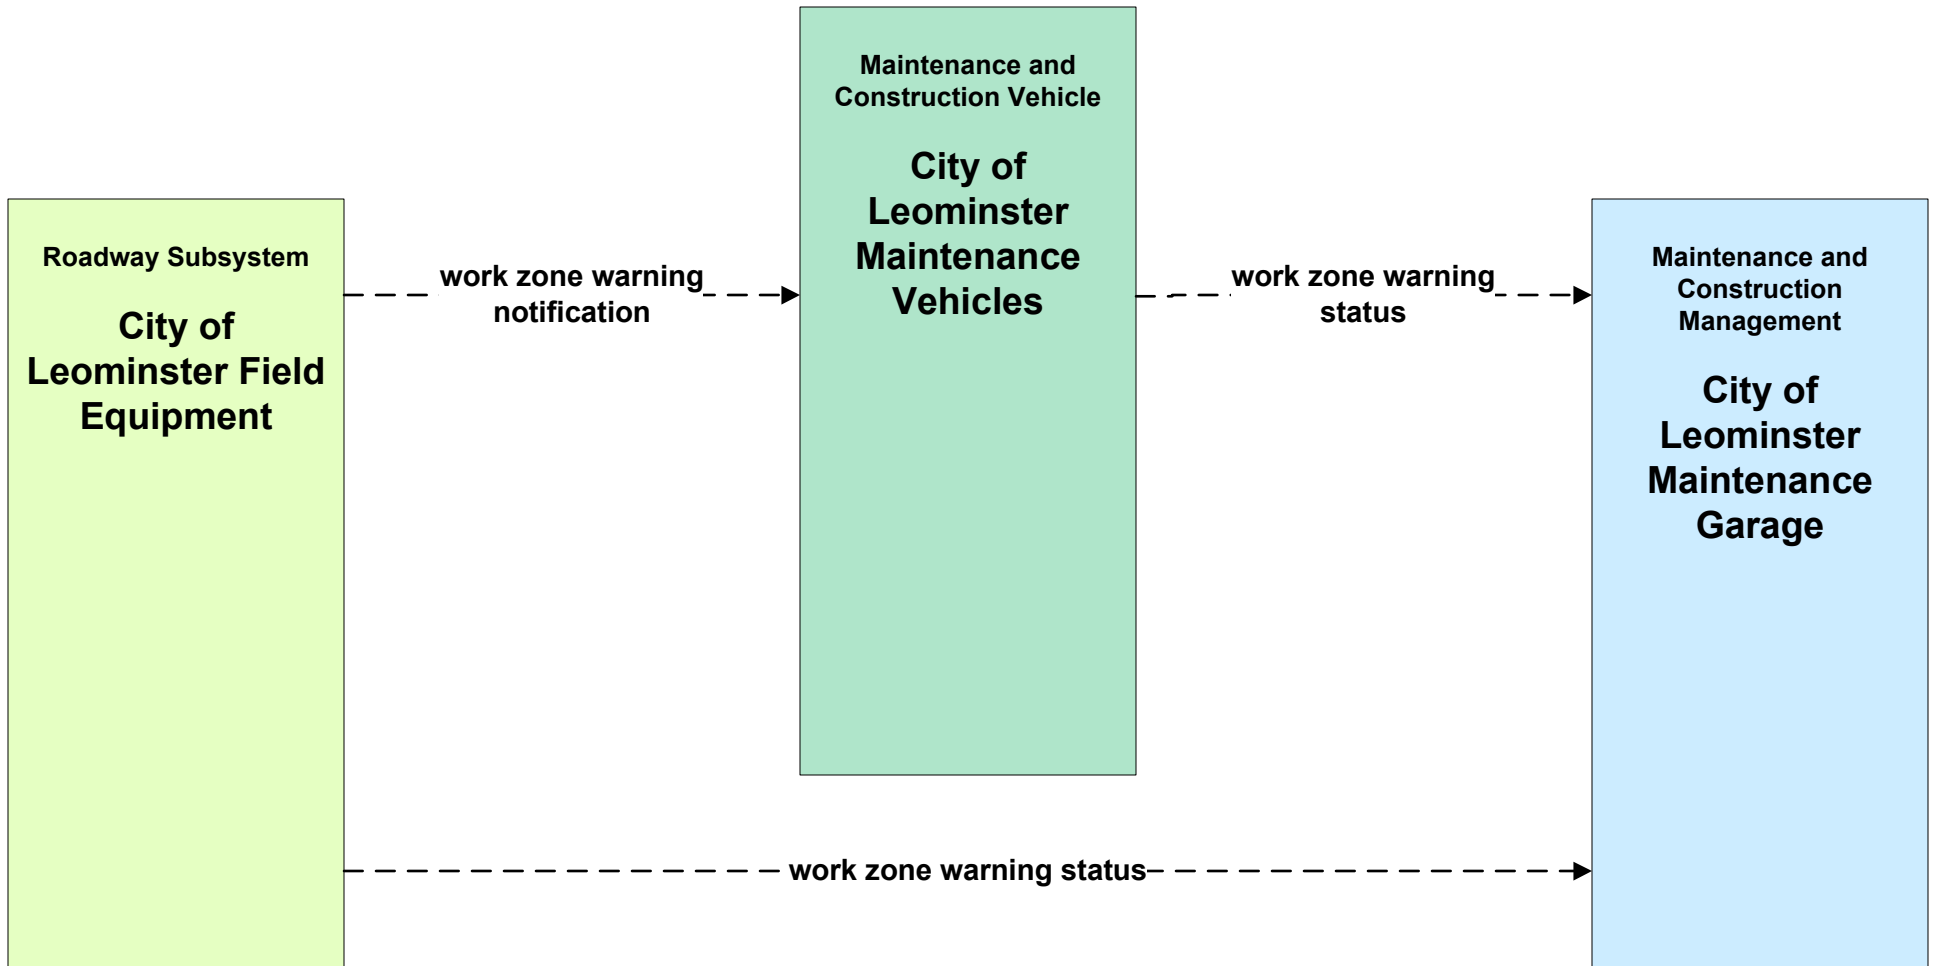 Maintenance and
Construction Vehicle
City of
Leominster
Maintenance
Vehicles
Roadway Subsystem
City of
Leominster Field
Equipment
work zone warning
notification
work zone warning
status
Maintenance and
Construction
Management
City of
Leominster
Maintenance
Garage
work zone warning status